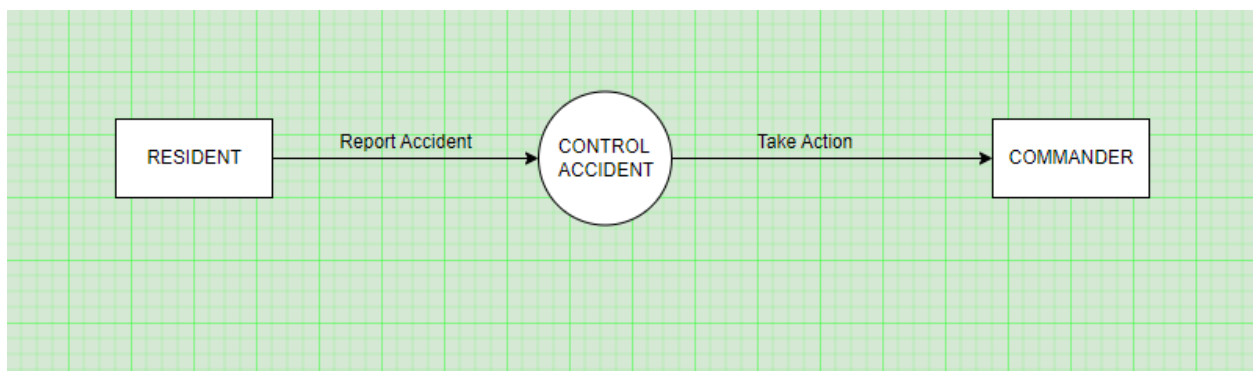 RESIDENT
Report Accident
CONTROL
ACCIDENT
Take Action
COMMANDER